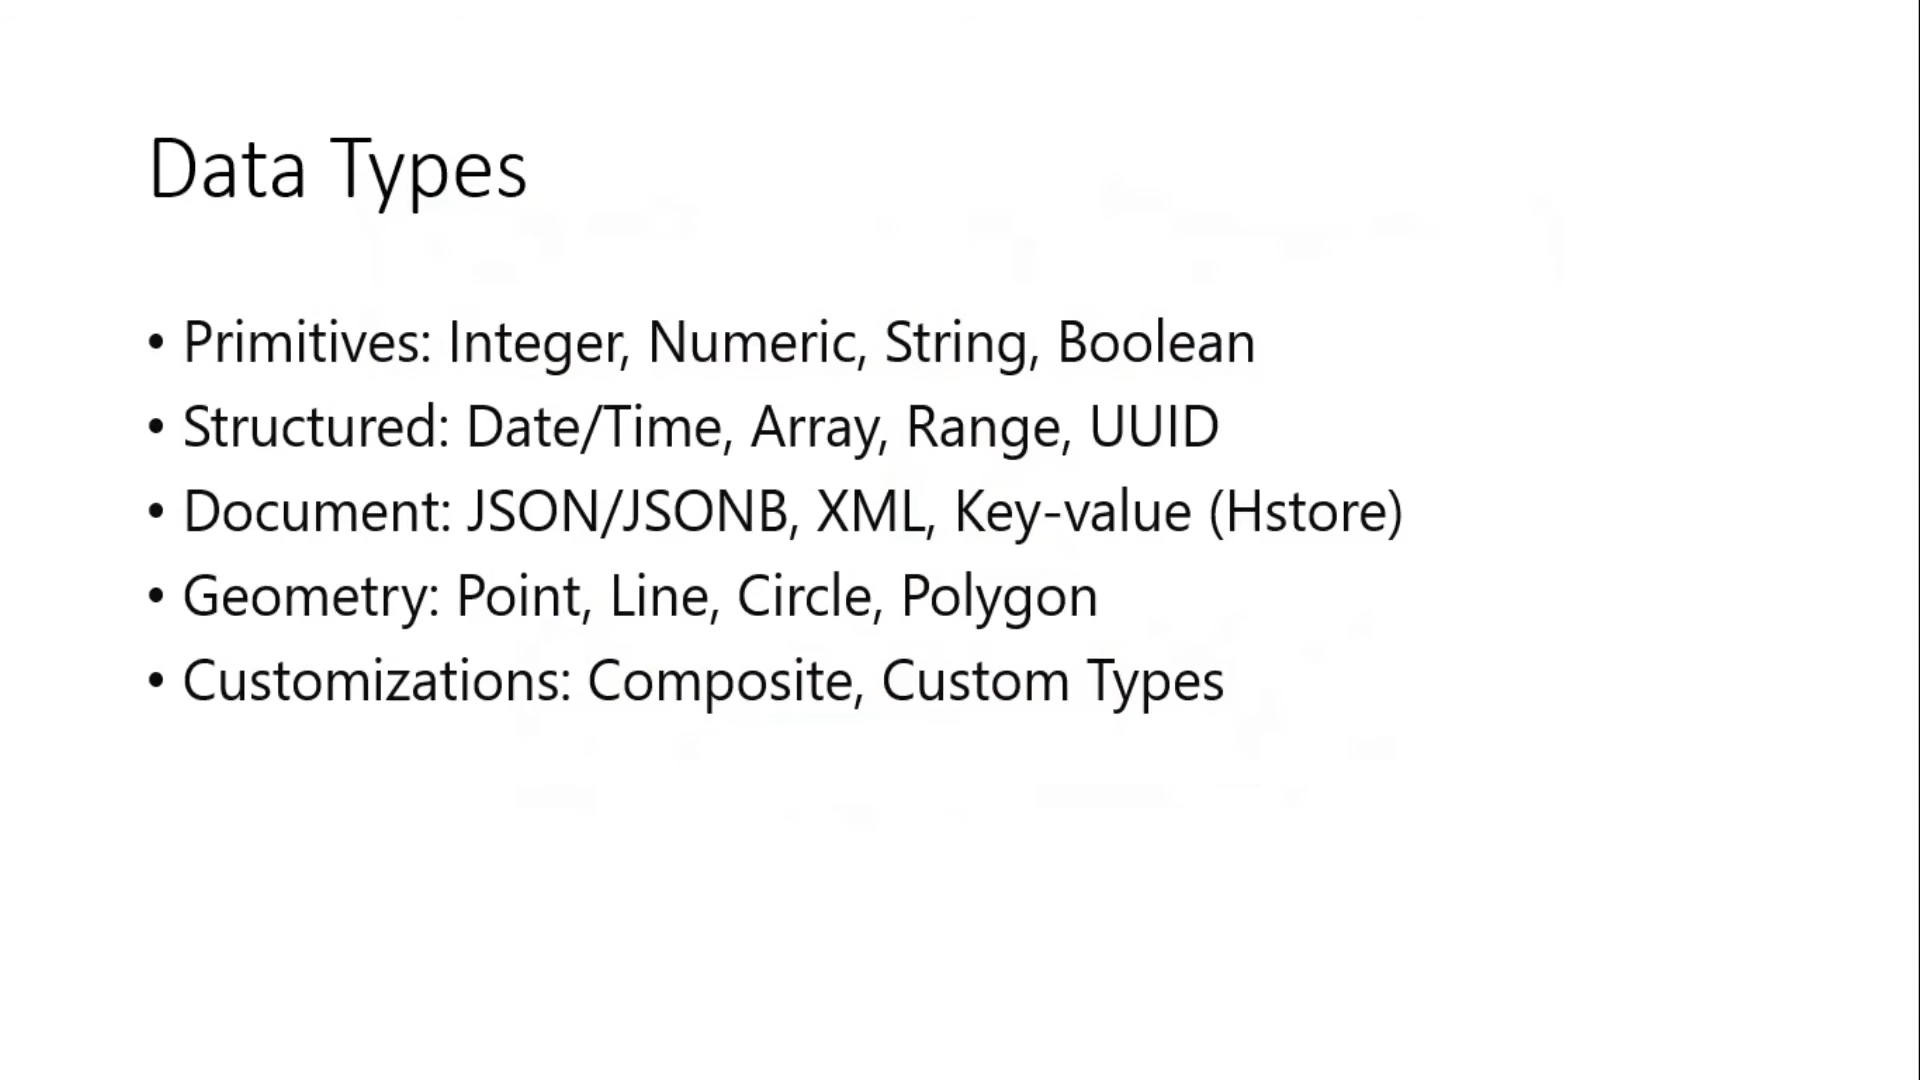 Data Types
• Primitives: Integer, Numeric, String, Boolean
• Structured: Date/Time, Array, Range, UUID
• Document: JSON/JSONB, XML, Key-value (Hstore)
• Geometry: Point, Line, Circle, Polygon
• Customizations: Composite, Custom Types